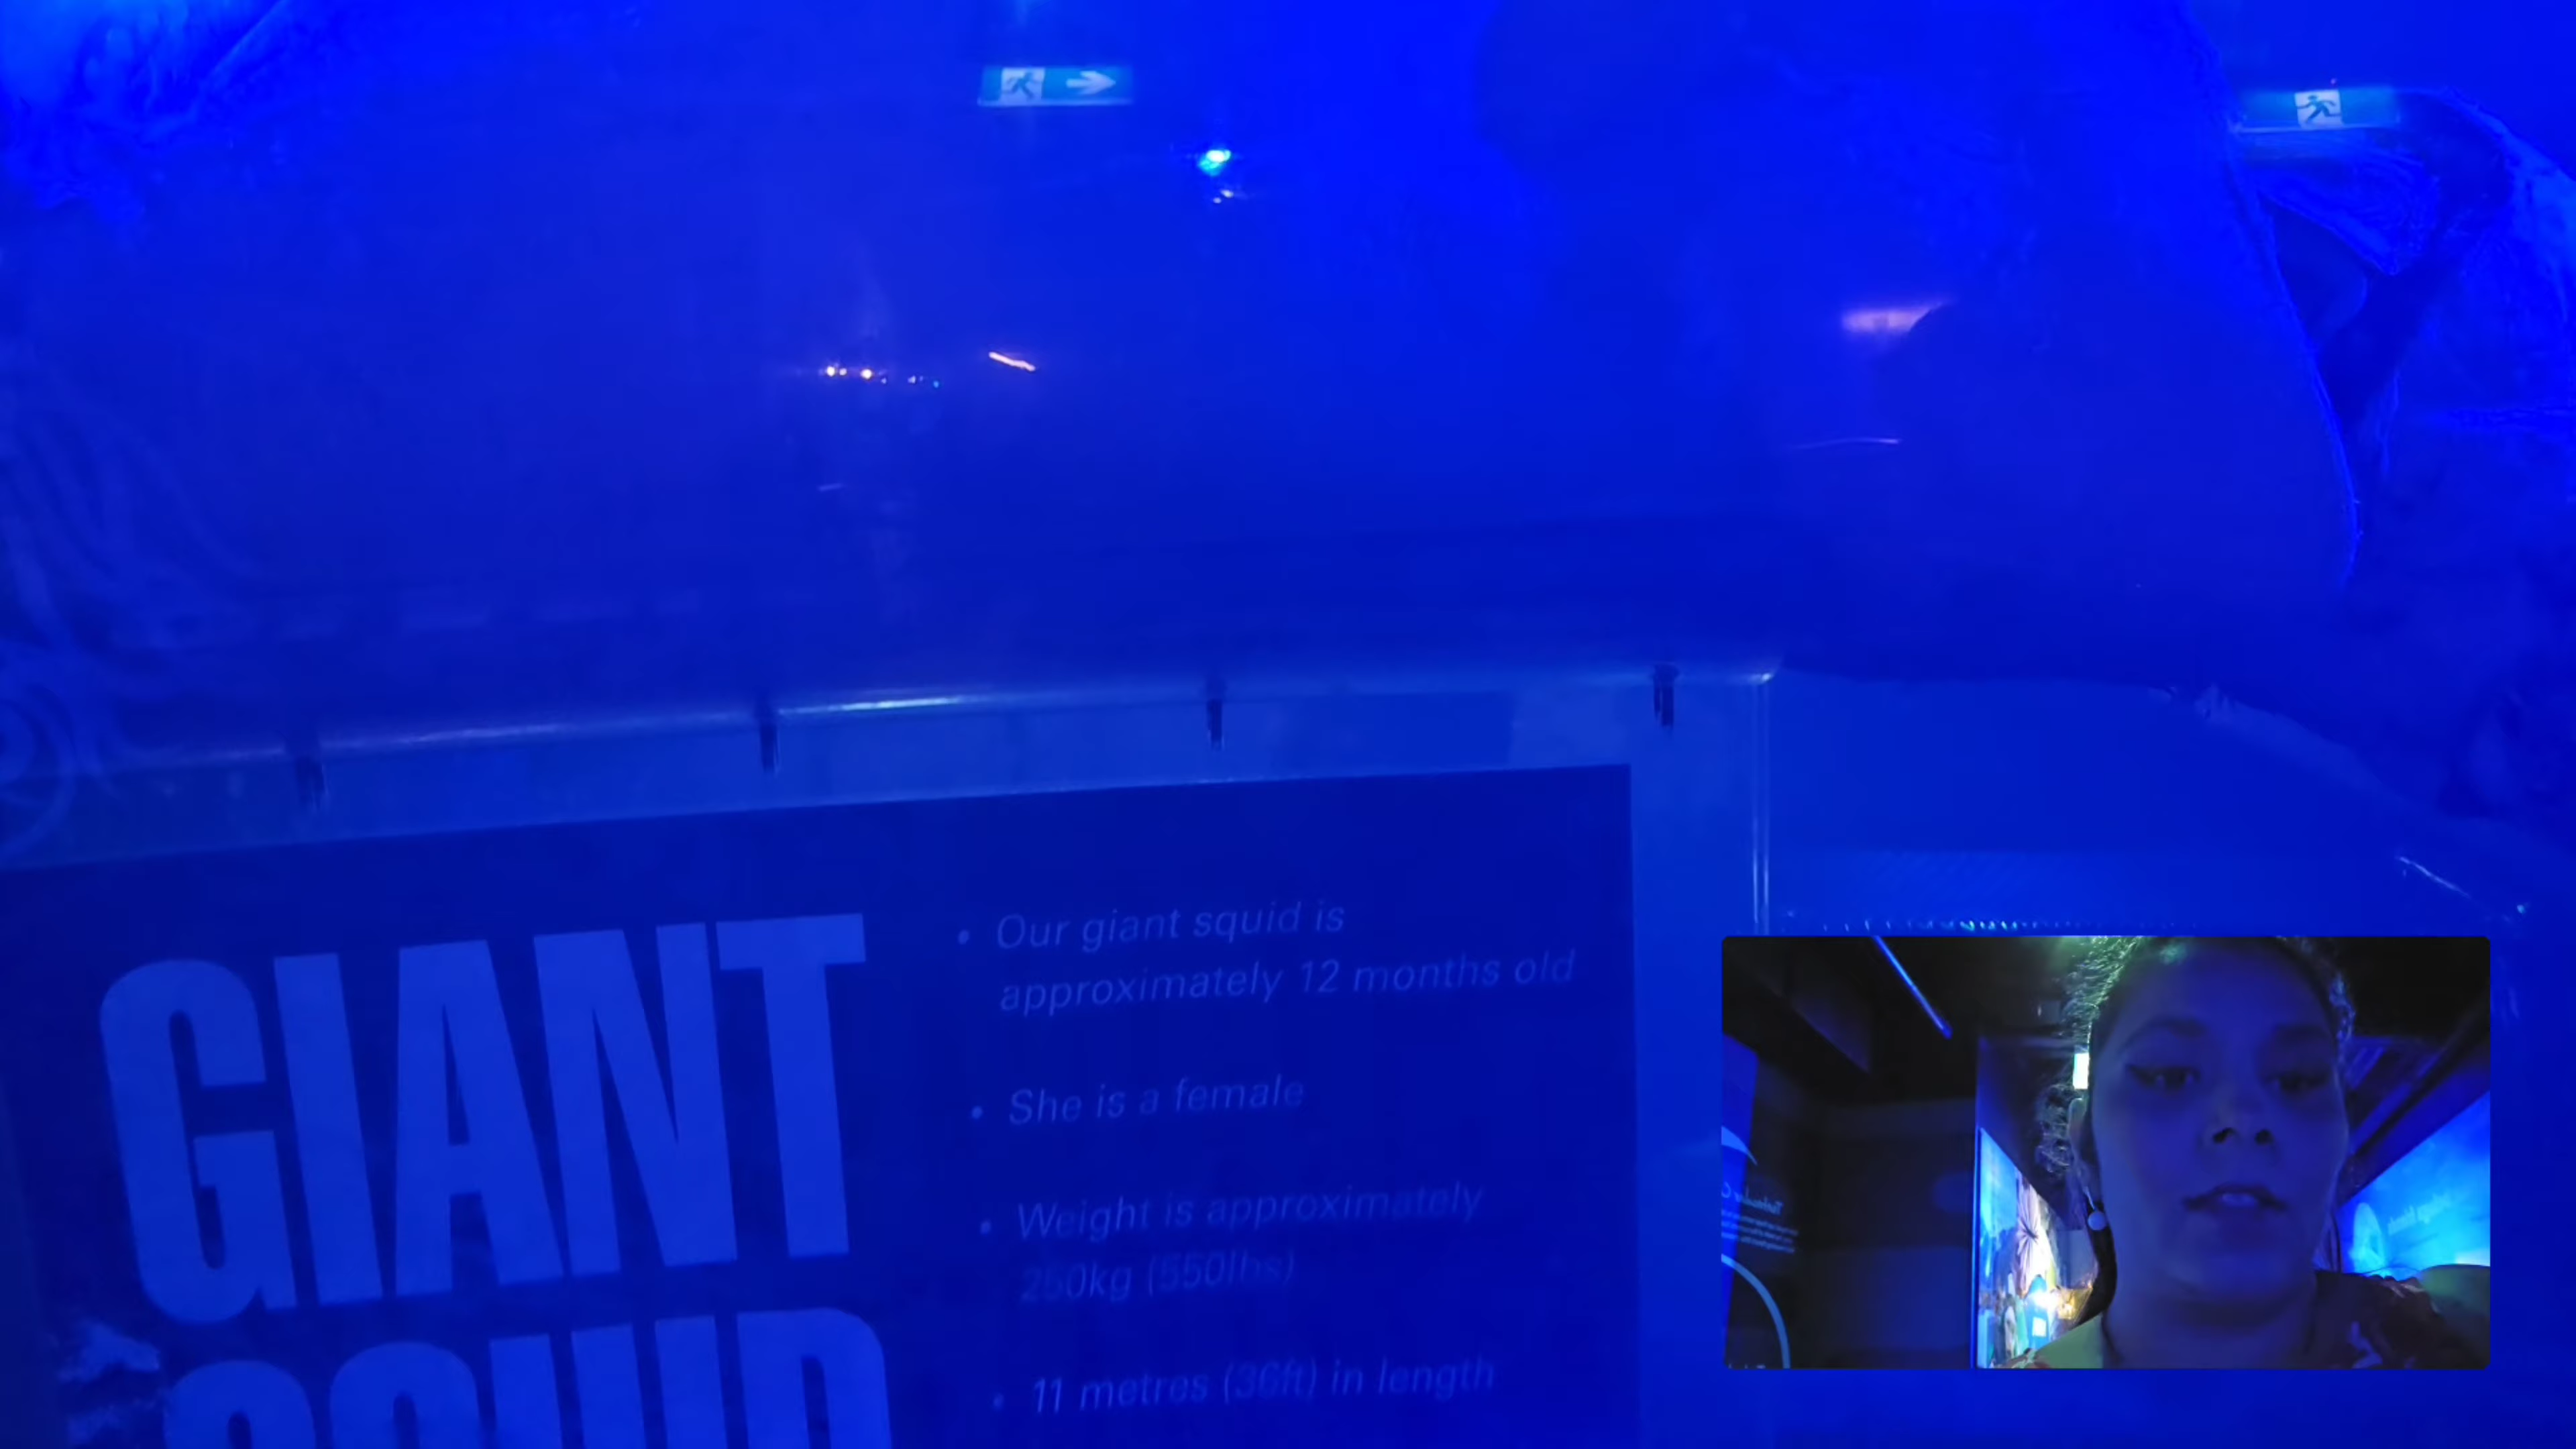 GIANT
SQUID
• Our giant squid is
approximately 12 months old
• She is a female
• Weight is approximately
250kg (550lbs)
• 11 metres (36ft) in length